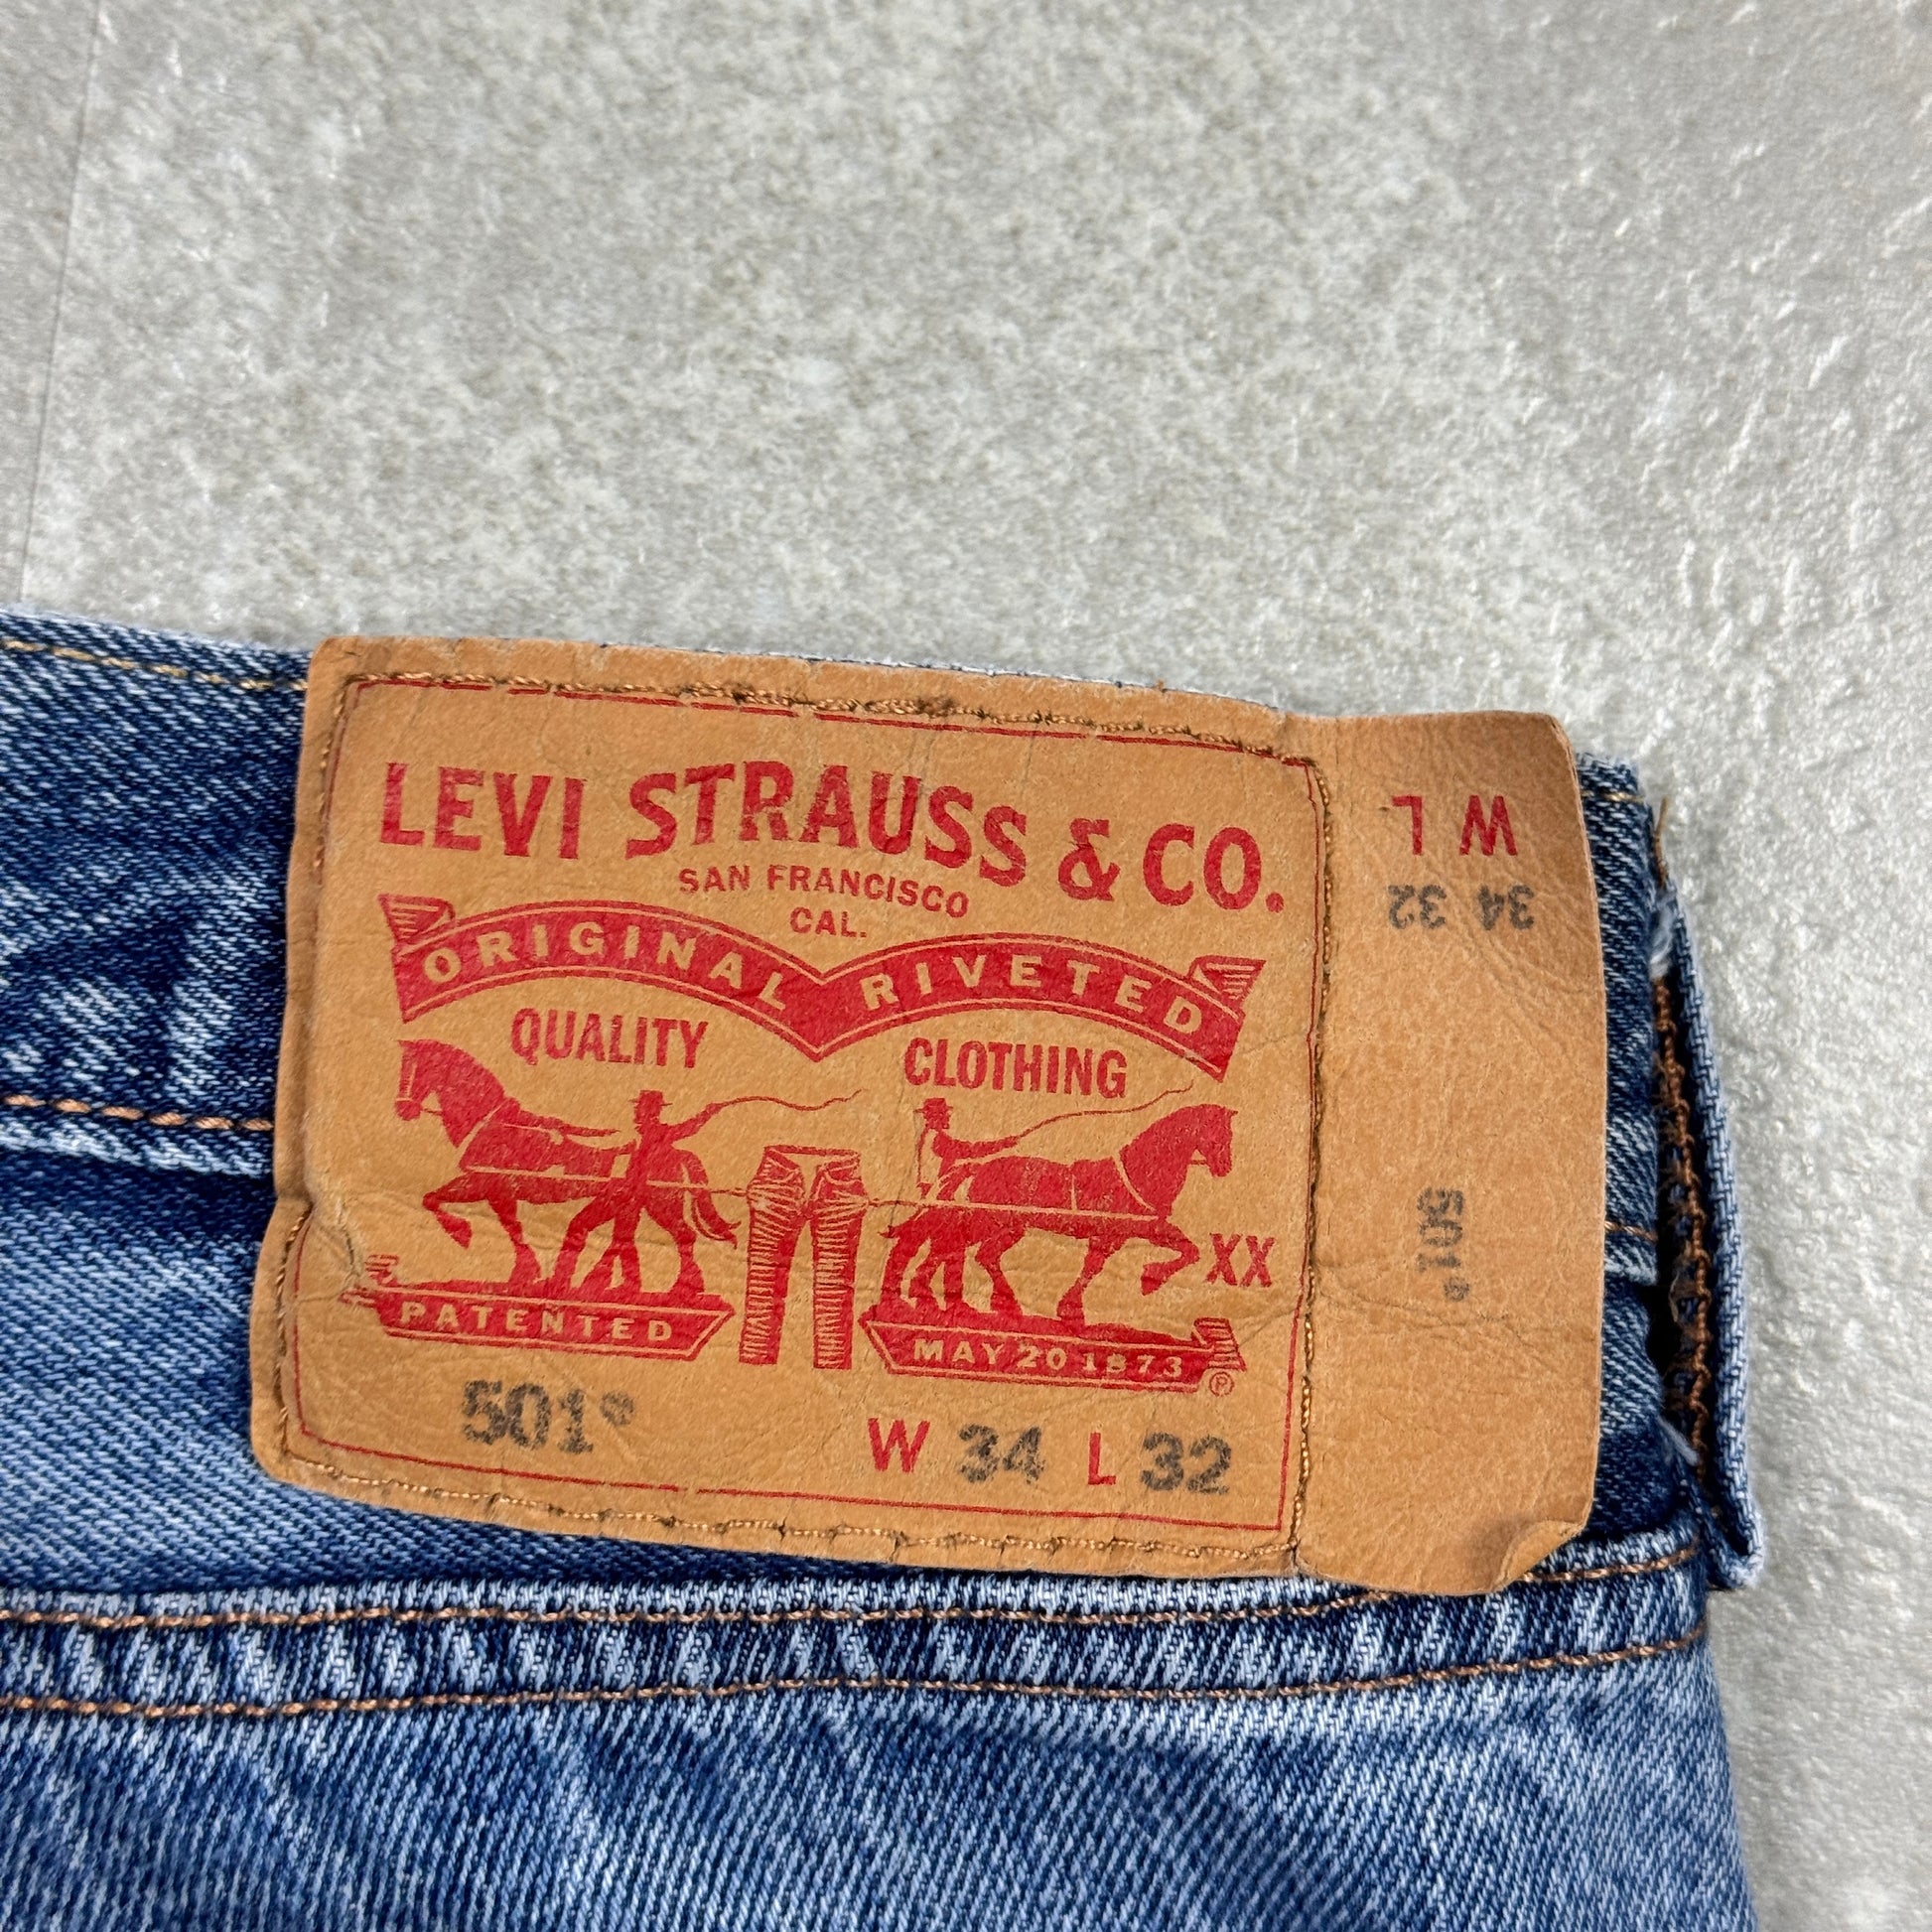 LEVI STRAUSS & CO.
SAN FRANCISCO
CAL.
ORIGINAL RIVETED
QUALITY CLOTHING
XX
PATENTED MAY 20 1873 ®
501® W 34 L 32
W L
34 32
501®